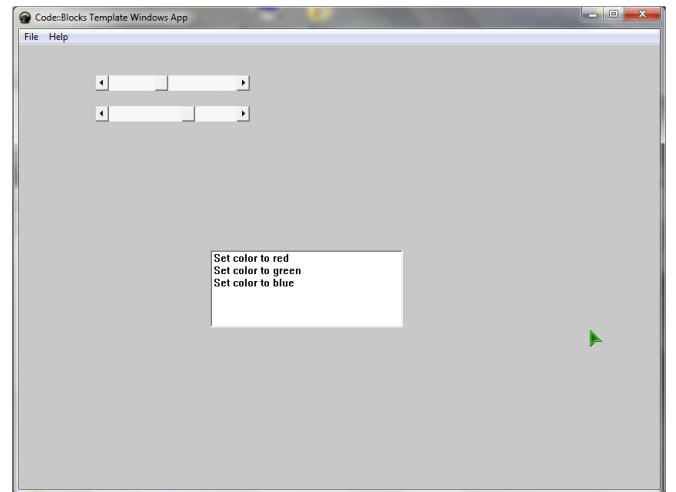 Code::Blocks Template Windows App
File Help
Set color to red
Set color to green
Set color to blue